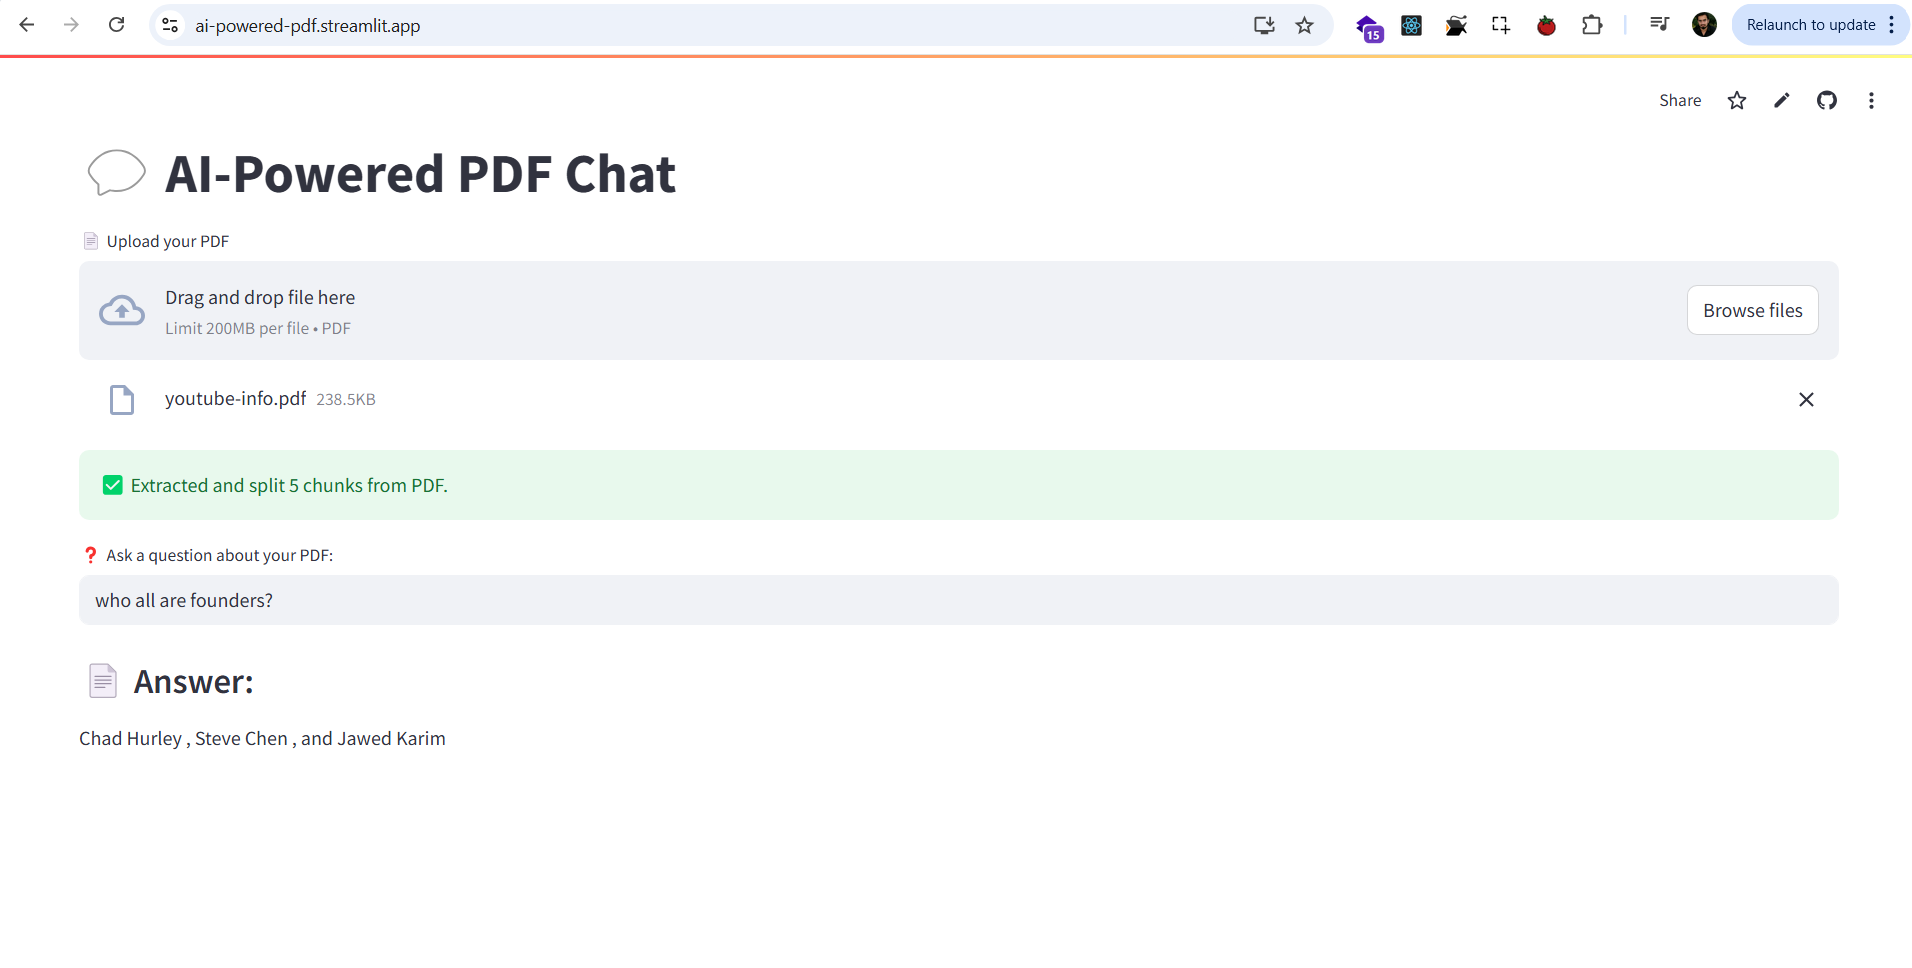 ai-powered-pdf.streamlit.app
15
Relaunch to update
Share
AI-Powered PDF Chat
Upload your PDF
Drag and drop file here
Limit 200MB per file • PDF
Browse files
youtube-info.pdf 238.5KB
Extracted and split 5 chunks from PDF.
Ask a question about your PDF:
who all are founders?
Answer:
Chad Hurley , Steve Chen , and Jawed Karim